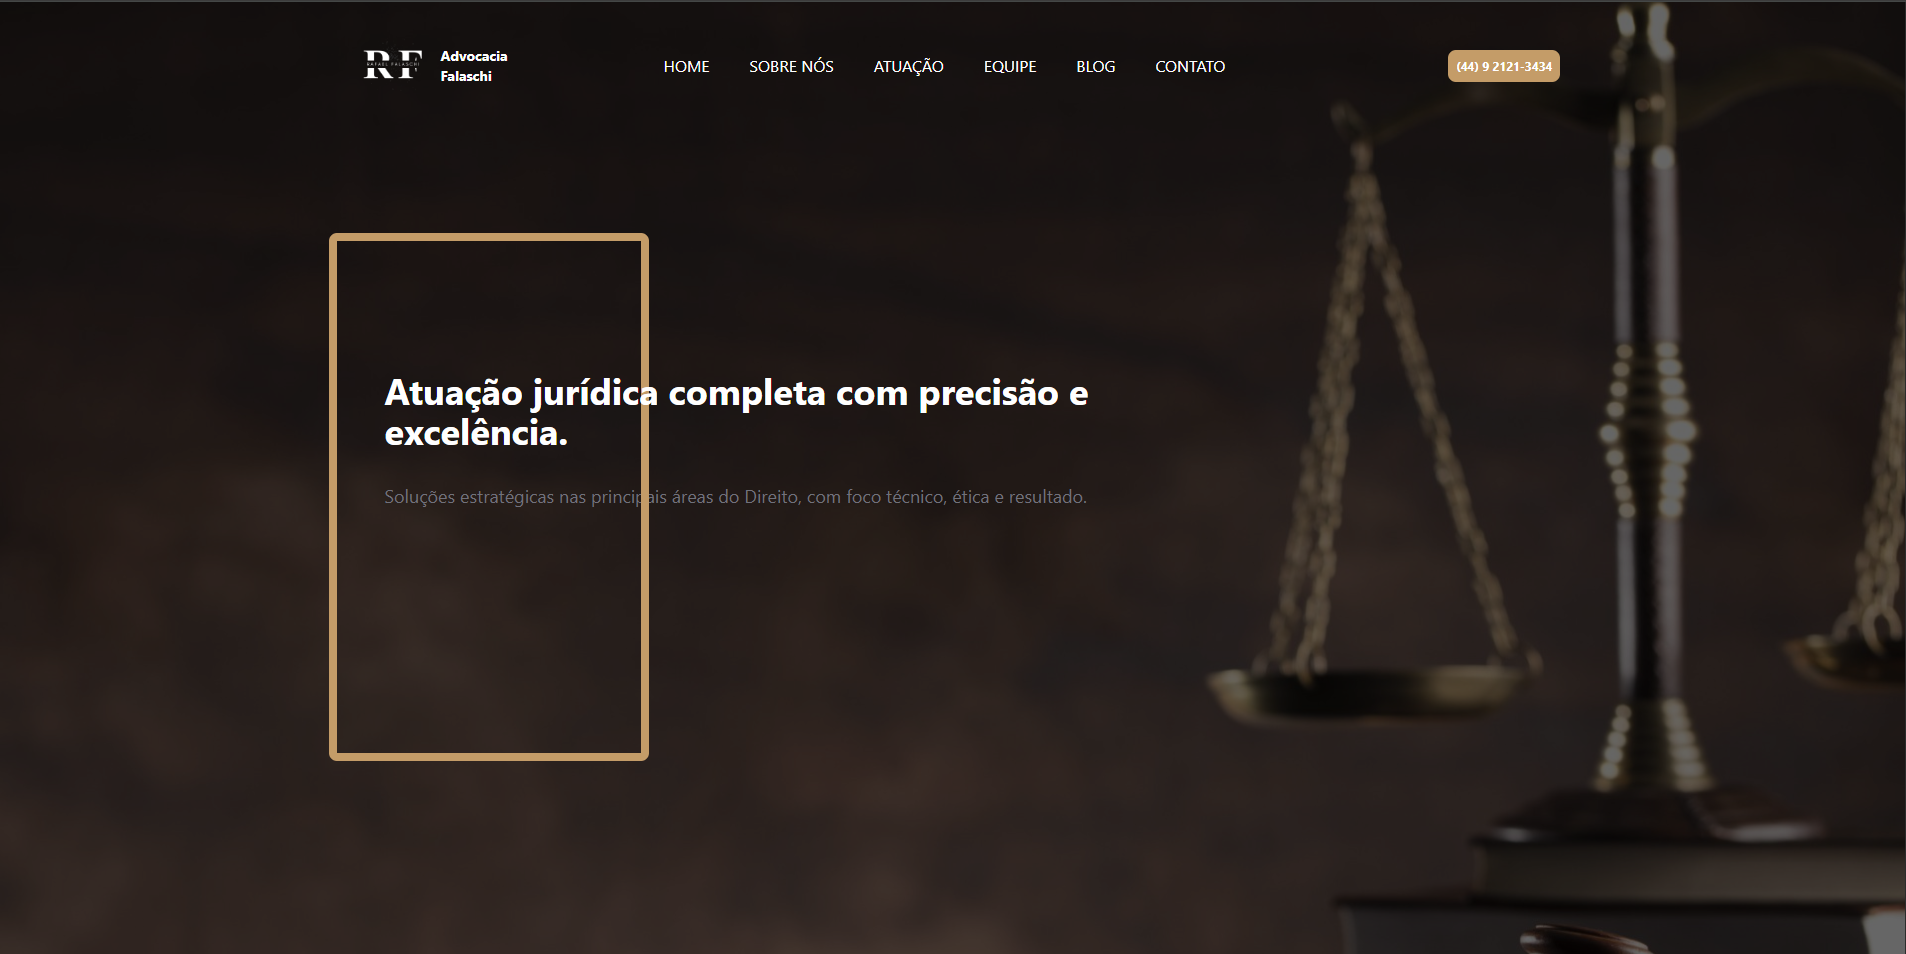 RF
RAFAEL FALASCHI
Advocacia
Falaschi
HOME SOBRE NÓS ATUAÇÃO EQUIPE BLOG CONTATO
(44) 9 2121-3434
Atuação jurídica completa com precisão e
excelência.
Soluções estratégicas nas principais áreas do Direito, com foco técnico, ética e resultado.